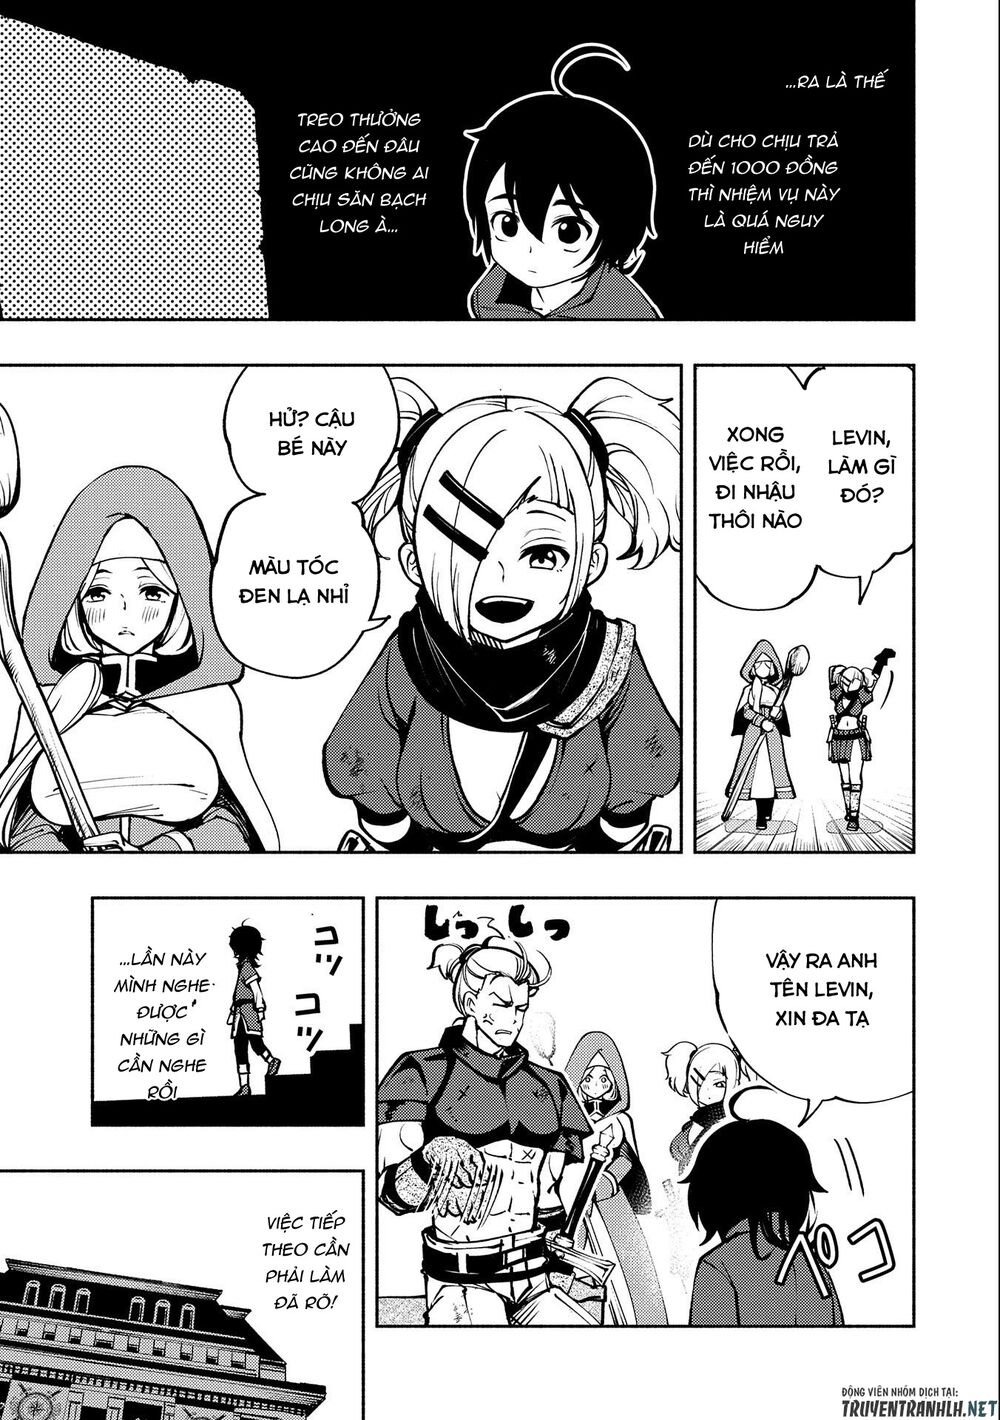 ...RA LÀ THẾ
DÙ CHO CHỊU TRẢ
ĐẾN 1000 ĐỒNG
THÌ NHIỆM VỤ NÀY
LÀ QUÁ NGUY
HIỂM
TREO THƯỞNG
CAO ĐẾN ĐÂU
CŨNG KHÔNG AI
CHỊU SĂN BẠCH
LONG À...
LEVIN,
LÀM GÌ
ĐÓ?
XONG
VIỆC RỒI,
ĐI NHẬU
THÔI NÀO
HỬ? CẬU
BÉ NÀY
MÀU TÓC
ĐEN LẠ NHỈ
VẬY RA ANH
TÊN LEVIN,
XIN ĐA TẠ
しっしっ
ペコ
コツ
コツ
...LẦN NÀY
MÌNH NGHE
ĐƯỢC
NHỮNG GÌ
CẦN NGHE
RỒI
VIỆC TIẾP
THEO CẦN
PHẢI LÀM
ĐÃ RÕ!
ĐỘNG VIÊN NHÓM DỊCH TẠI:
TRUYENTRANHLH.NET